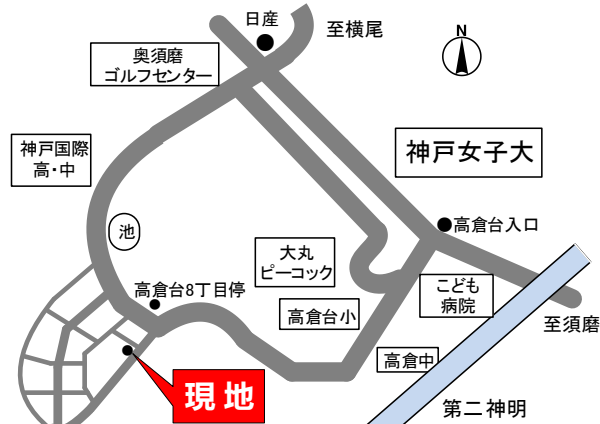 日産
至横尾
N
奥須磨
ゴルフセンター
神戸国際
高・中
神戸女子大
池
高倉台入口
大丸
ピーコック
こども
病院
高倉台8丁目停
高倉台小
至須磨
高倉中
現地
第二神明